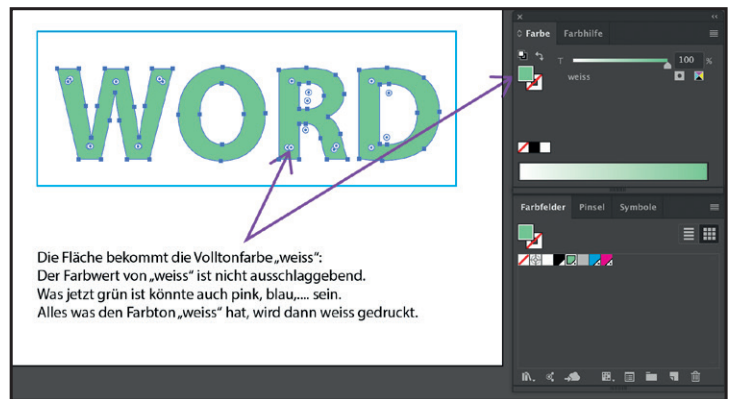 WORD
Farbe Farbhilfe
T 100 %
weiss
Farbfelder Pinsel Symbole
Die Fläche bekommt die Volltonfarbe „weiss“:
Der Farbwert von „weiss“ ist nicht ausschlaggebend.
Was jetzt grün ist könnte auch pink, blau,.... sein.
Alles was den Farbton „weiss“ hat, wird dann weiss gedruckt.